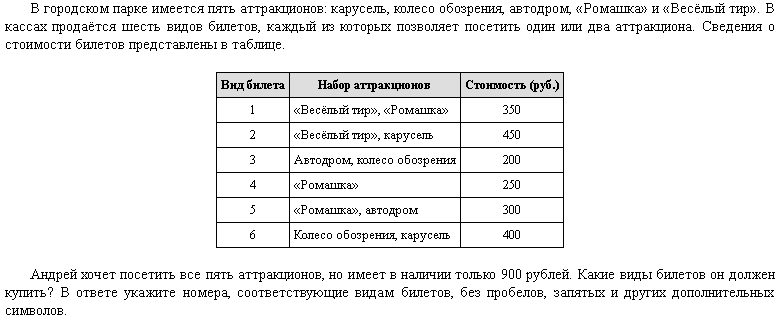 В городском парке имеется пять аттракционов: карусель, колесо обозрения, автодром, «Ромашка» и «Весёлый тир». В
кассах продаётся шесть видов билетов, каждый из которых позволяет посетить один или два аттракциона. Сведения о
стоимости билетов представлены в таблице.
Вид билета Набор аттракционов Стоимость (руб.)
1 «Весёлый тир», «Ромашка» 350
2 «Весёлый тир», карусель 450
3 Автодром, колесо обозрения 200
4 «Ромашка» 250
5 «Ромашка», автодром 300
6 Колесо обозрения, карусель 400
Андрей хочет посетить все пять аттракционов, но имеет в наличии только 900 рублей. Какие виды билетов он должен
купить? В ответе укажите номера, соответствующие видам билетов, без пробелов, запятых и других дополнительных
символов.